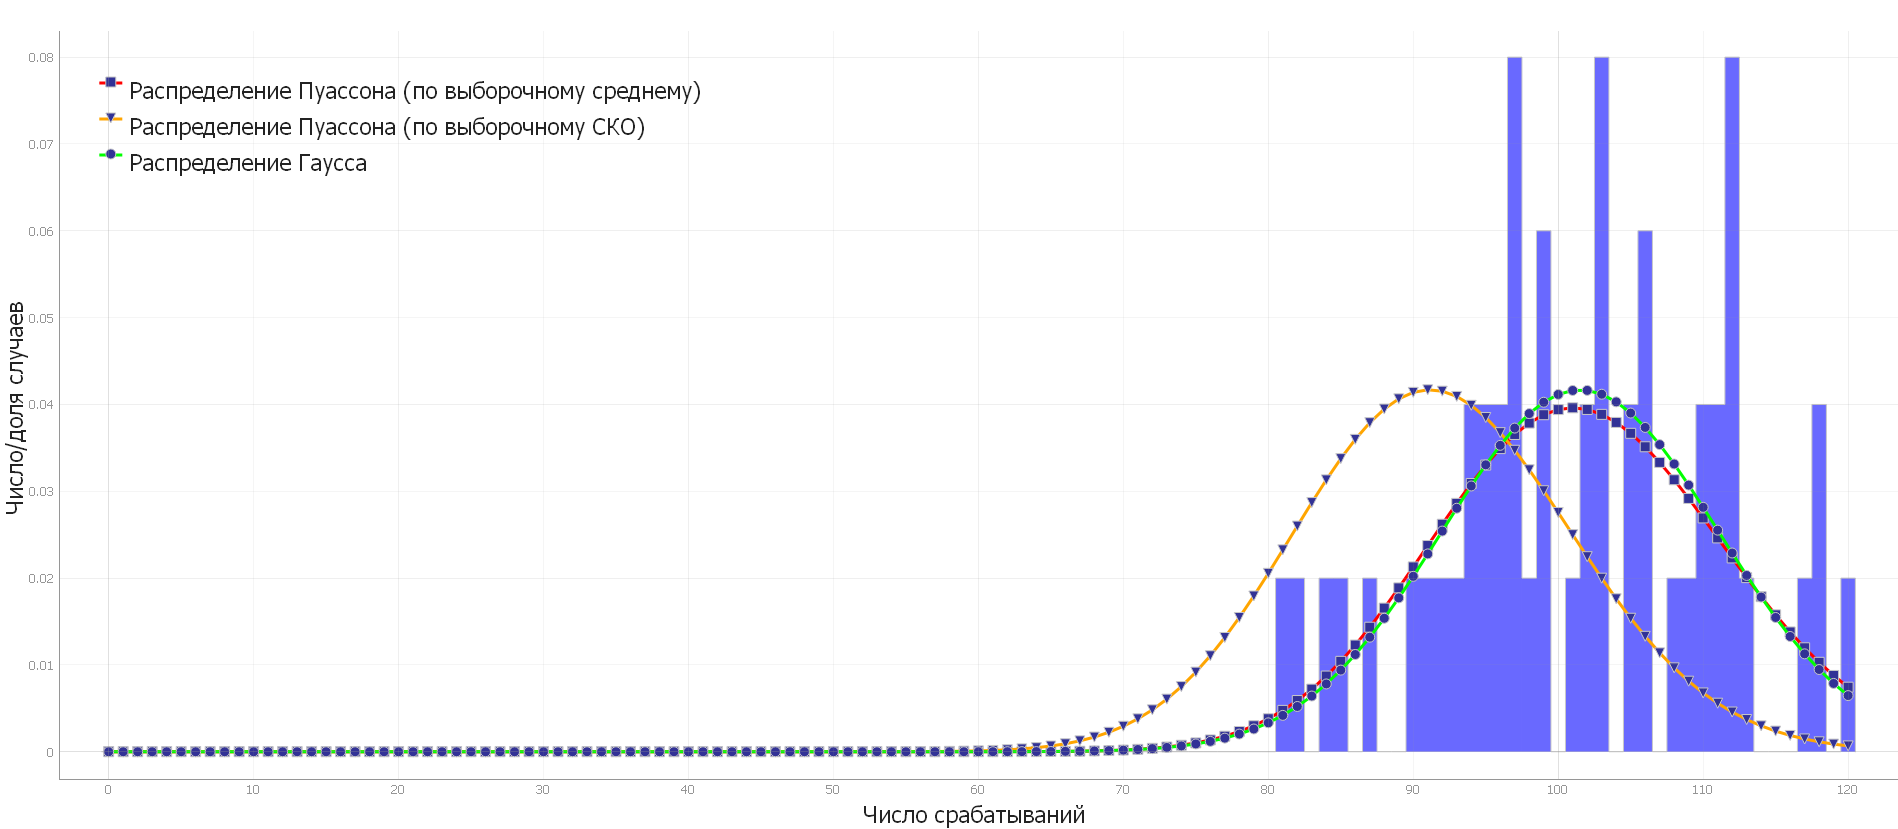 Распределение Пуассона (по выборочному среднему)
Распределение Пуассона (по выборочному СКО)
Распределение Гаусса
Число/доля случаев
0.08
0.07
0.06
0.05
0.04
0.03
0.02
0.01
0
0 10 20 30 40 50 60 70 80 90 100 110 120
Число срабатываний